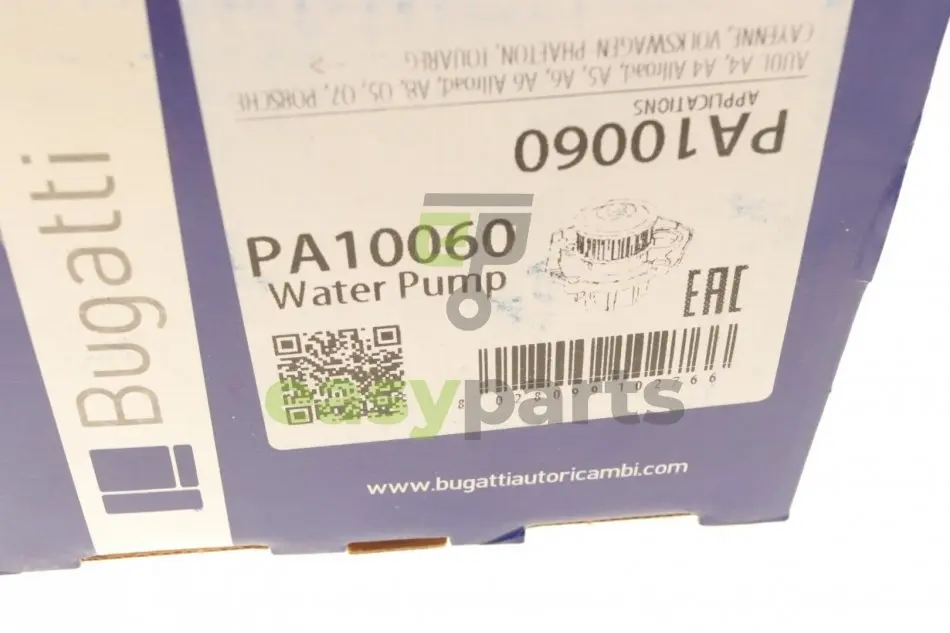 CAYENNE, VOLKSWAGEN PHAETON, TOUAREG
AUDI A4, A4 Allroad, A5, A6, A6 Allroad, A8, Q5, Q7, PORSCHE
APPLICATIONS
PA10060
PA10060
Water Pump
EAC
Bugatti
easyparts
www.bugattiautoricambi.com